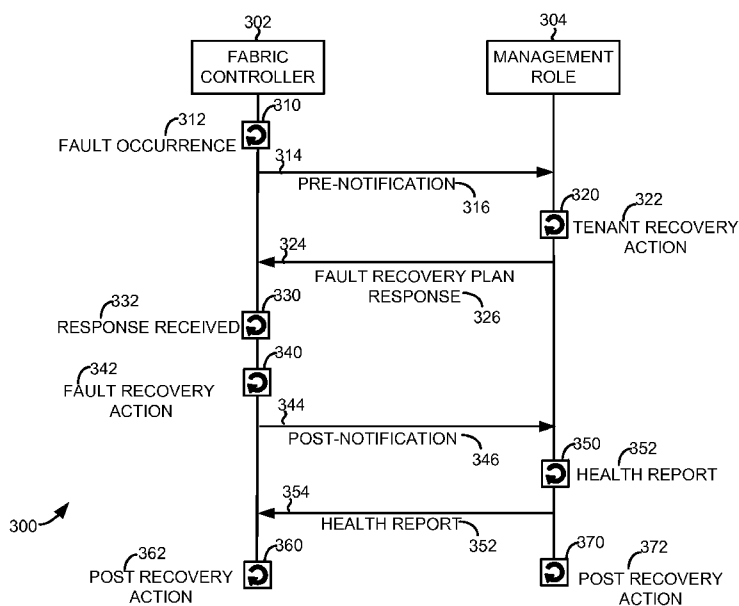 302
304
FABRIC
CONTROLLER
MANAGEMENT
ROLE
310
312
FAULT OCCURRENCE
314
PRE-NOTIFICATION
316
320
322
TENANT RECOVERY
ACTION
324
FAULT RECOVERY PLAN
RESPONSE
326
330
332
RESPONSE RECEIVED
340
342
FAULT RECOVERY
ACTION
344
POST-NOTIFICATION
346
350
352
HEALTH REPORT
354
HEALTH REPORT
352
300
360
362
POST RECOVERY
ACTION
370
372
POST RECOVERY
ACTION